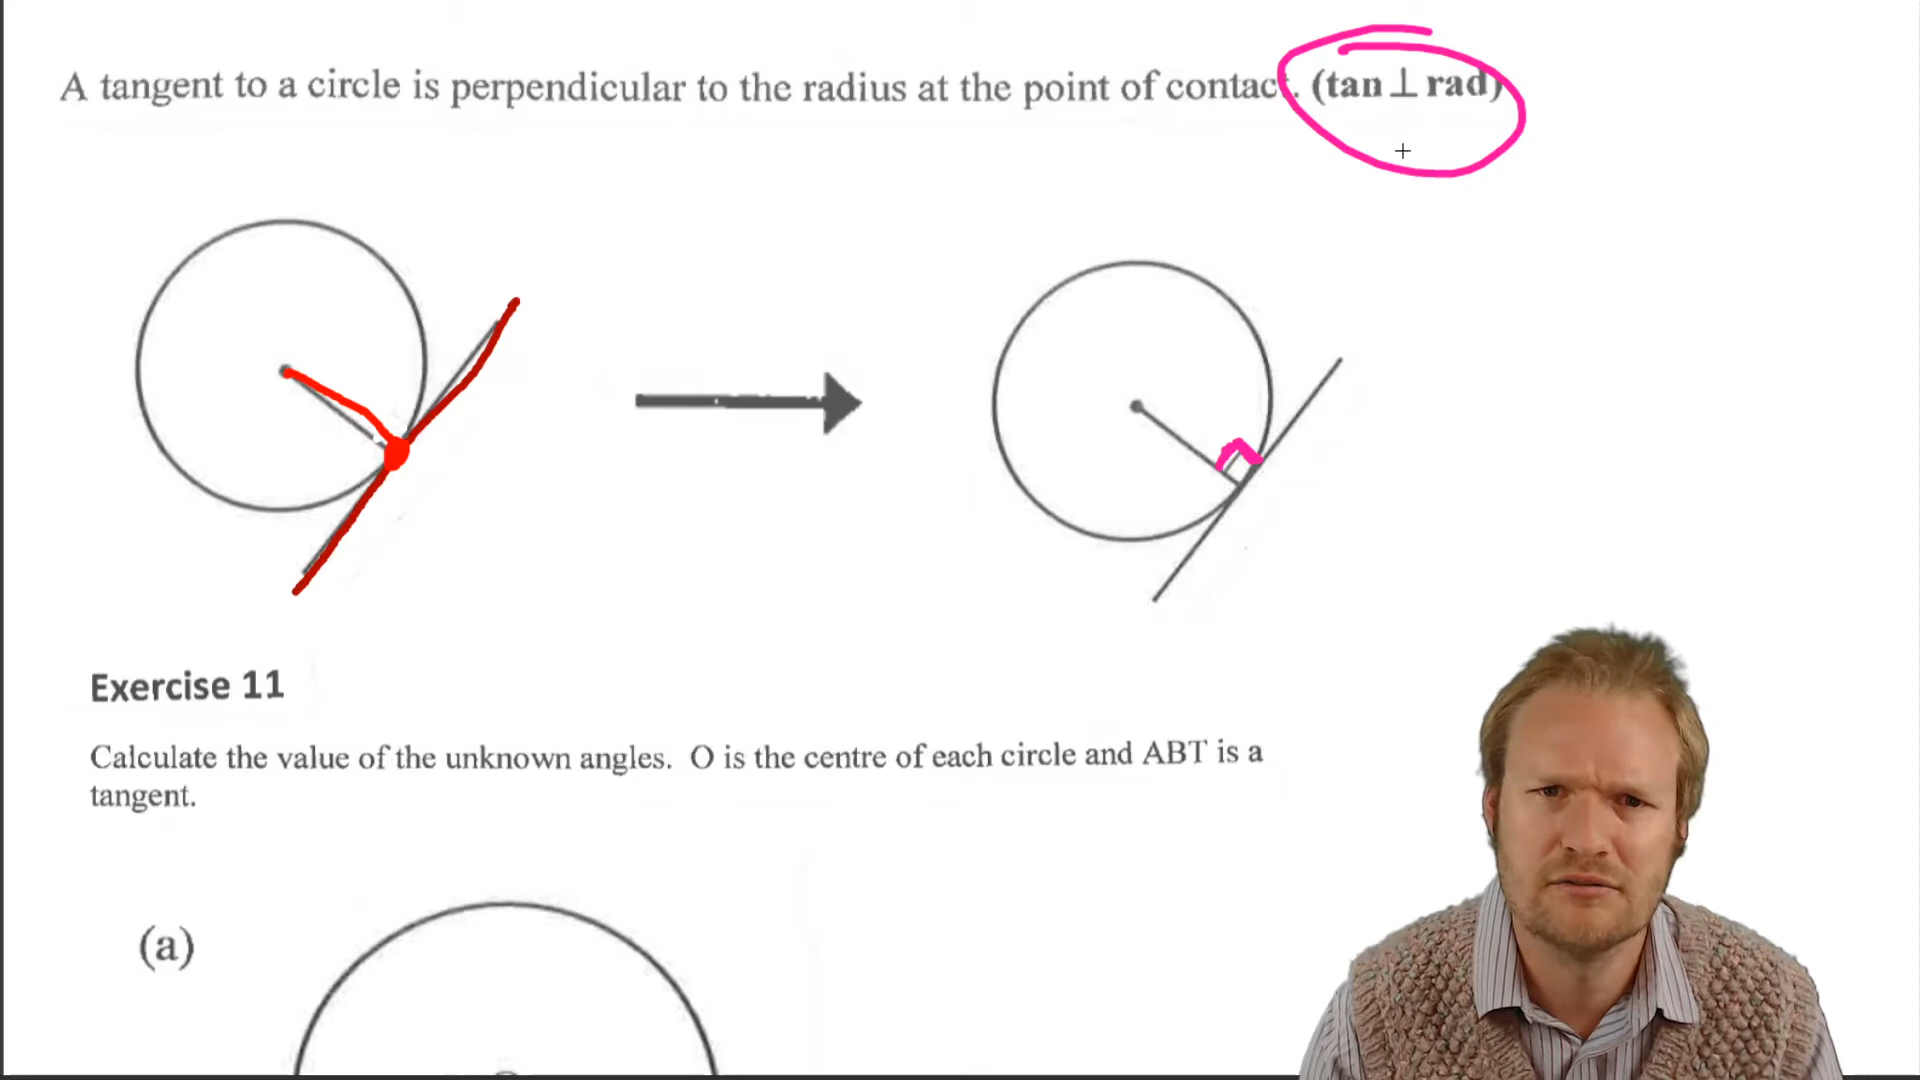 A tangent to a circle is perpendicular to the radius at the point of contact. (tan ⊥ rad)
Exercise 11
Calculate the value of the unknown angles. O is the centre of each circle and ABT is a
tangent.
(a)